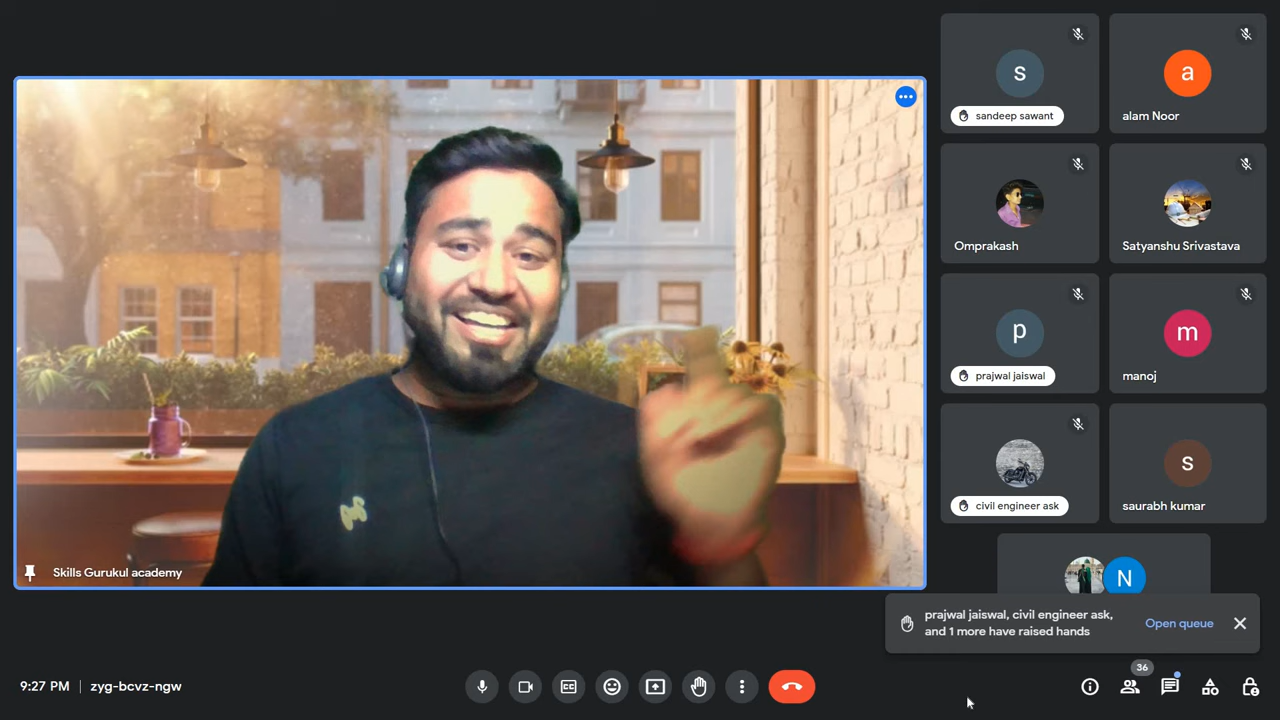 s
sandeep sawant
a
alam Noor
Omprakash
Satyanshu Srivastava
p
prajwal jaiswal
m
manoj
civil engineer ask
s
saurabh kumar
N
Skills Gurukul academy
prajwal jaiswal, civil engineer ask,
and 1 more have raised hands
Open queue
9:27 PM | zyg-bcvz-ngw
36